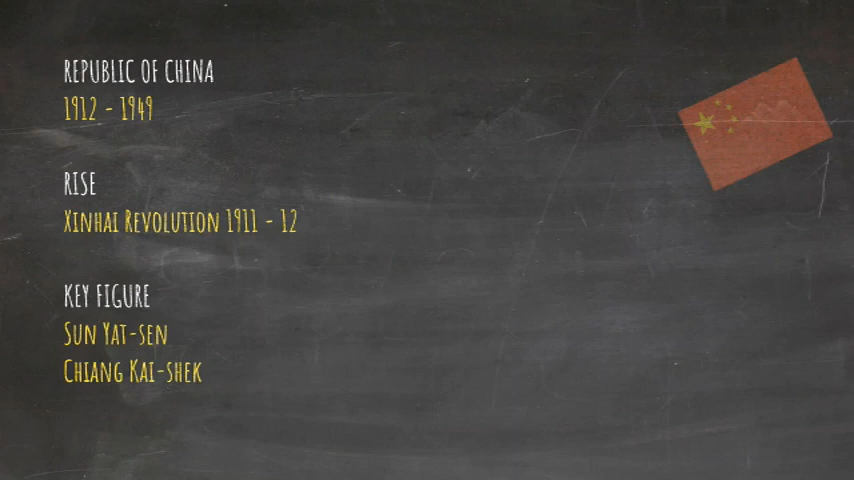 REPUBLIC OF CHINA
1912 - 1949
RISE
XINHAI REVOLUTION 1911 - 12
KEY FIGURE
SUN YAT-SEN
CHIANG KAI-SHEK